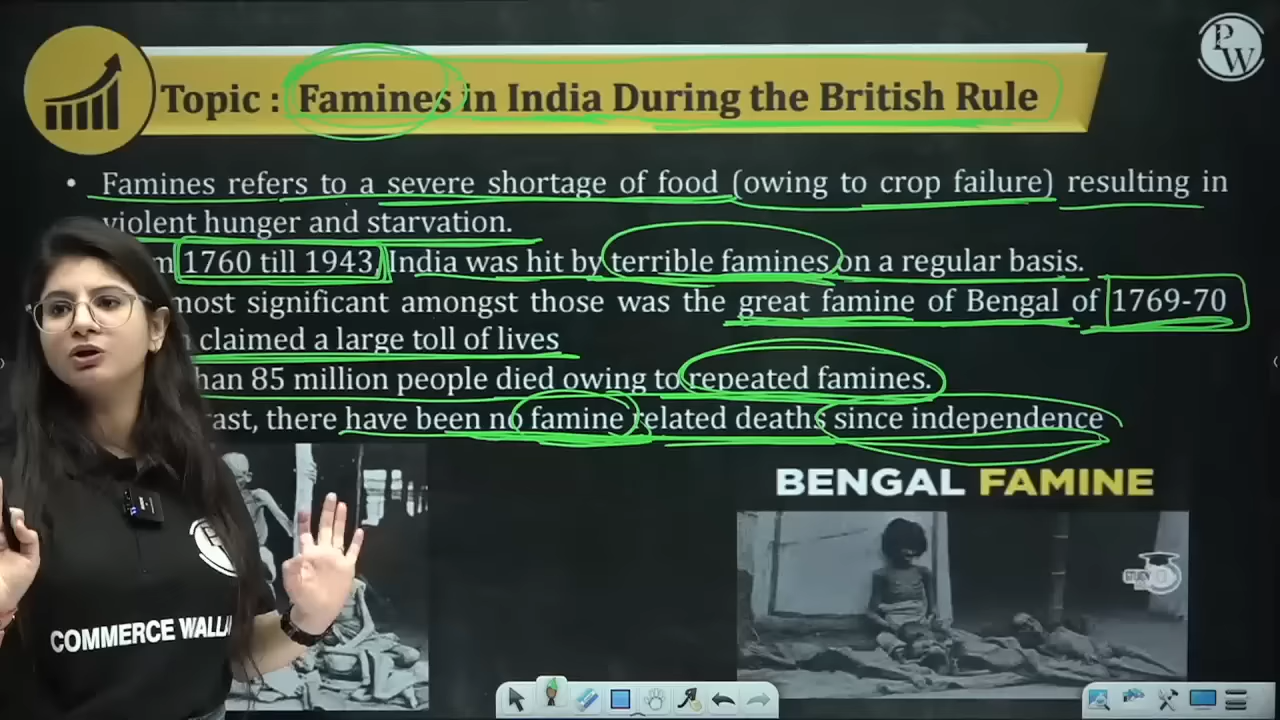 PW
Topic : Famines in India During the British Rule
• Famines refers to a severe shortage of food (owing to crop failure) resulting in
violent hunger and starvation.
1760 till 1943, India was hit by terrible famines on a regular basis.
most significant amongst those was the great famine of Bengal of 1769-70
claimed a large toll of lives
85 million people died owing to repeated famines.
there have been no famine related deaths since independence
BENGAL FAMINE
COMMERCE